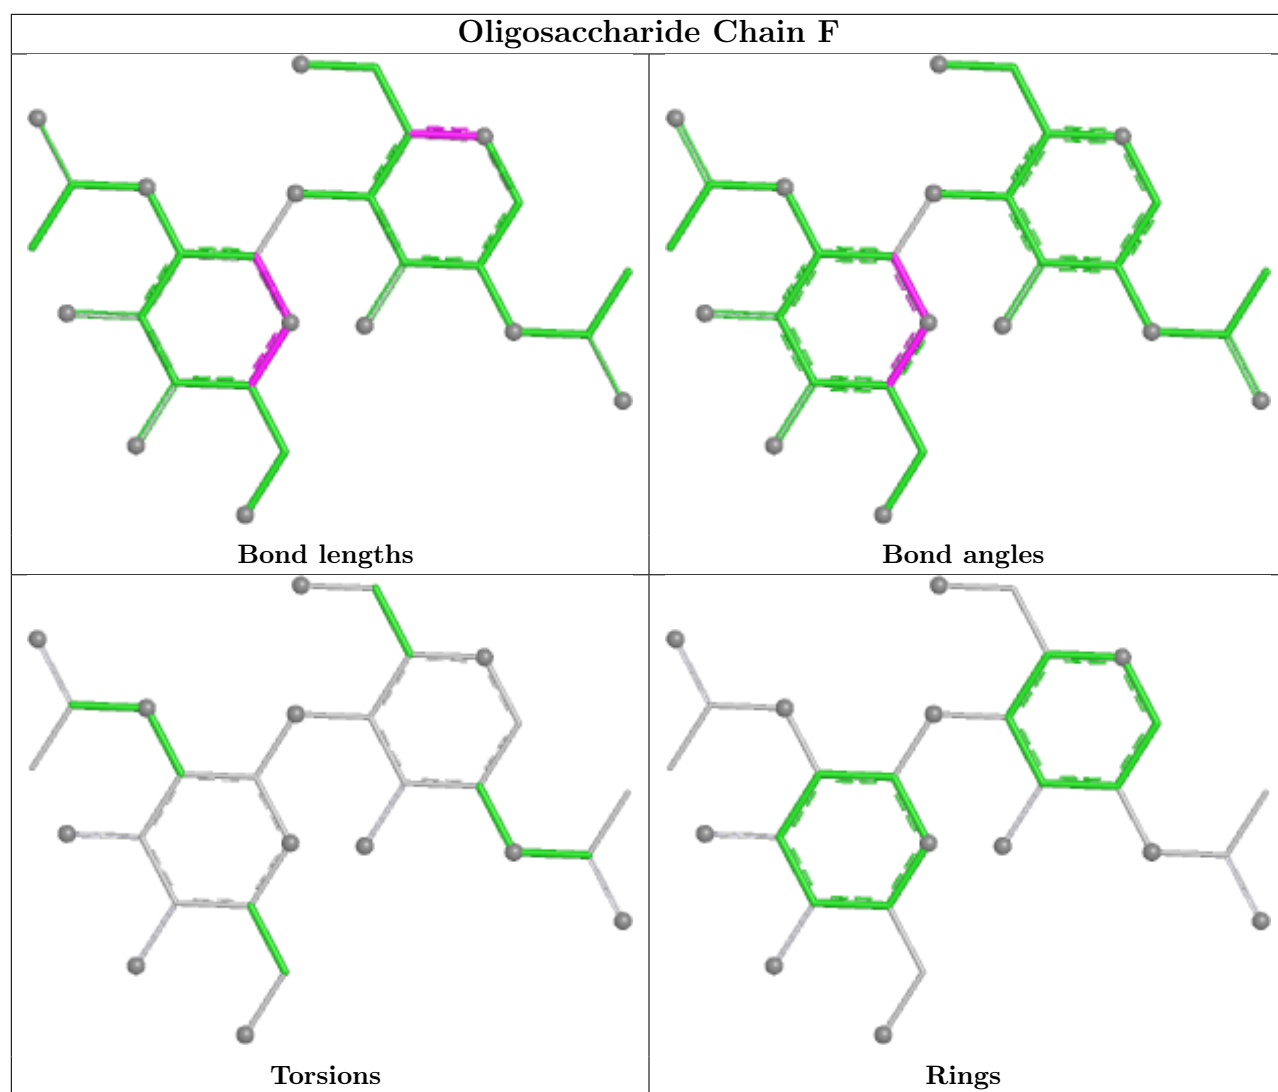 Oligosaccharide Chain F
Bond lengths
Bond angles
Torsions
Rings